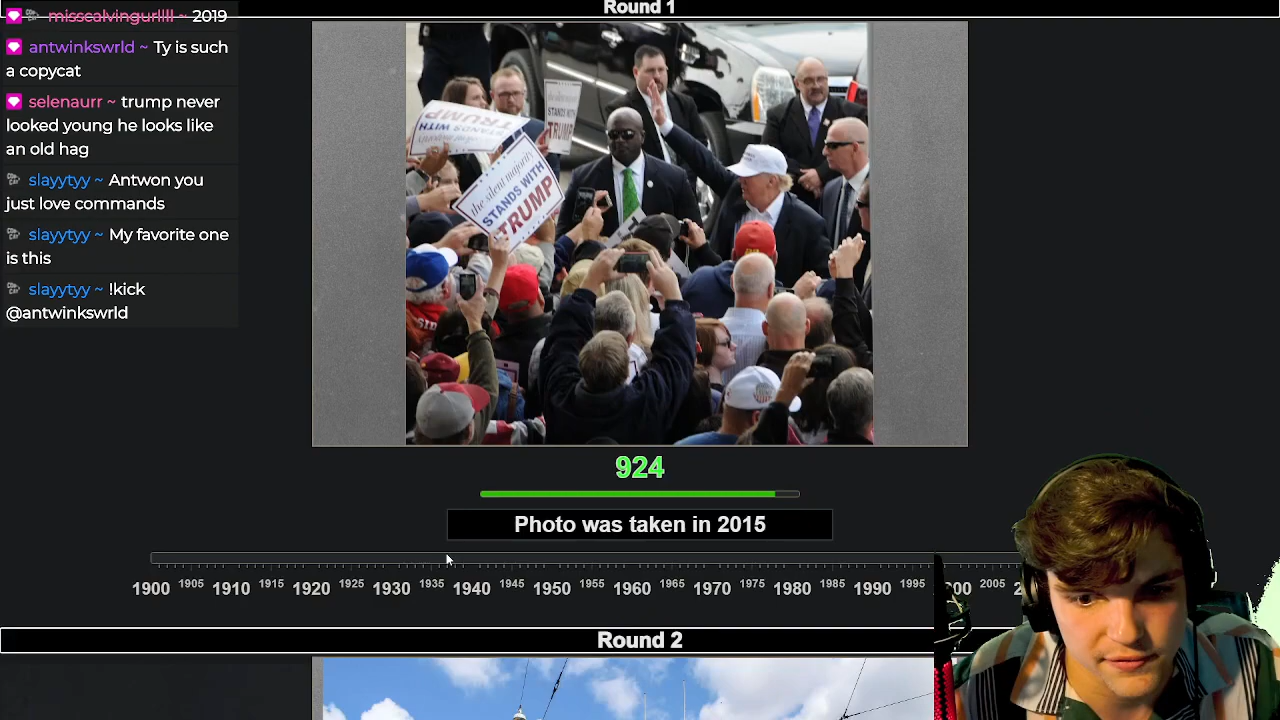 Round 1
misscalvingurllll ~ 2019
antwinkswrld ~ Ty is such
a copycat
selenaurr ~ trump never
looked young he looks like
an old hag
slayytyy ~ Antwon you
just love commands
slayytyy ~ My favorite one
is this
slayytyy ~ !kick
@antwinkswrld
TRUMP
STANDS WITH
STANDS WITH
TRUMP
the silent majority
STANDS WITH
TRUMP
924
Photo was taken in 2015
1900 1905 1910 1915 1920 1925 1930 1935 1940 1945 1950 1955 1960 1965 1970 1975 1980 1985 1990 1995 2005
Round 2